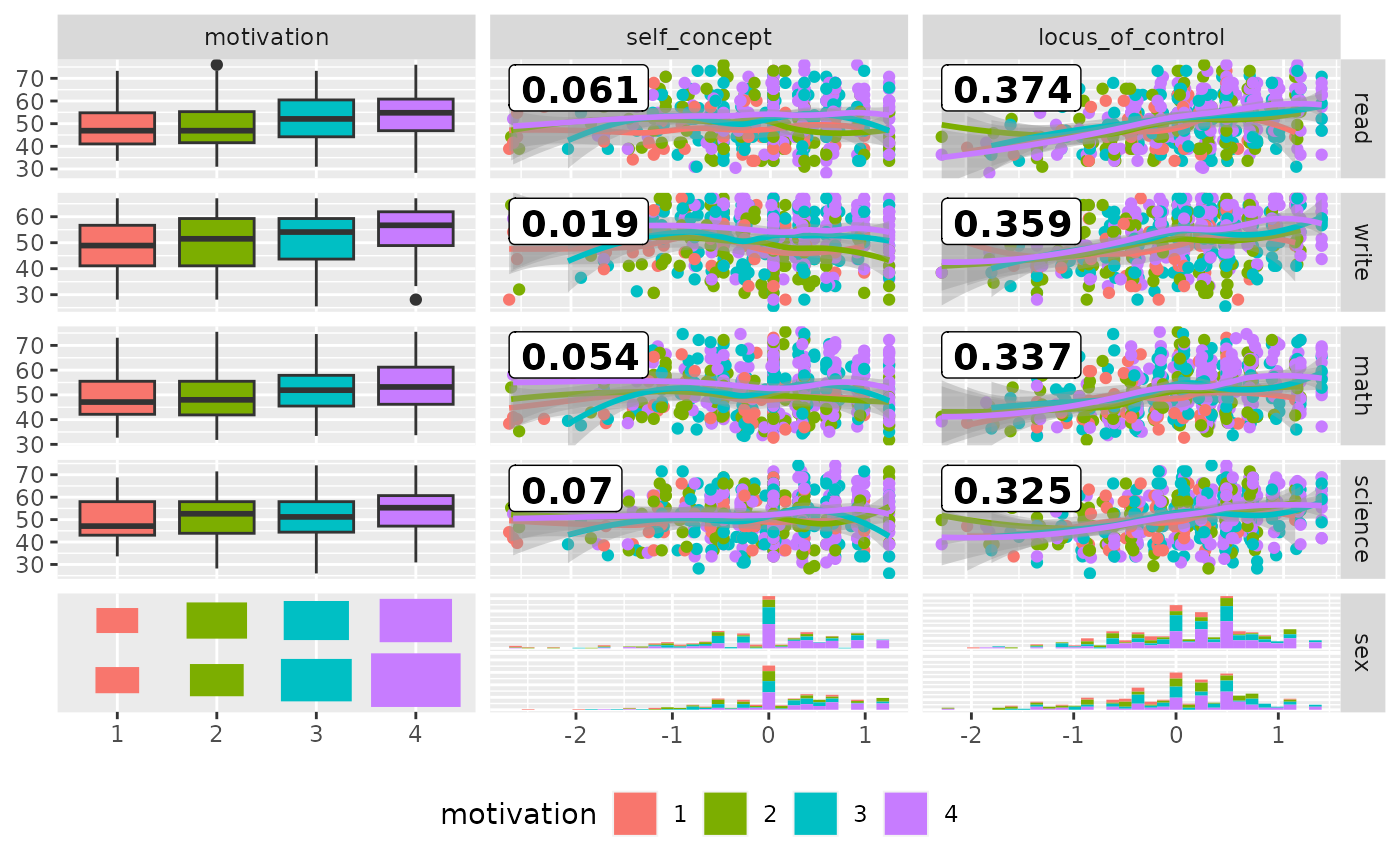 motivation self_concept locus_of_control
70
60
50
40
30
0.061 0.374 read
60
50
40
30
0.019 0.359 write
70
60
50
40
30
0.054 0.337 math
70
60
50
40
30
0.07 0.325 science
sex
1 2 3 4 -2 -1 0 1 -2 -1 0 1
motivation 1 2 3 4